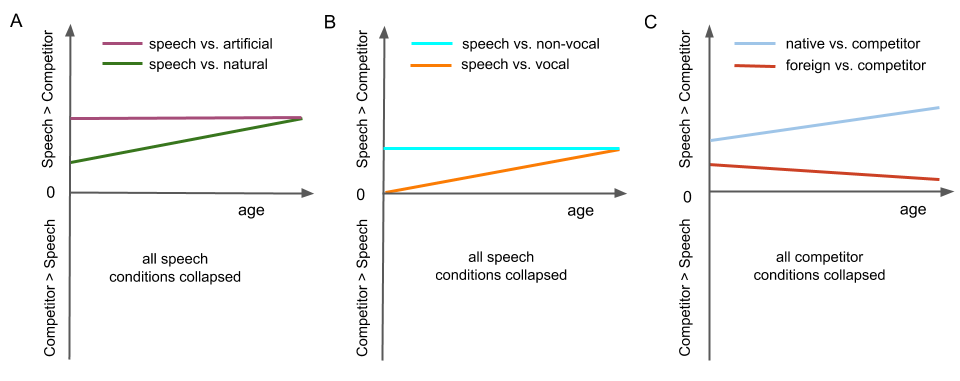 A
Speech > Competitor
Competitor > Speech
speech vs. artificial
speech vs. natural
0
age
all speech
conditions collapsed
B
Speech > Competitor
Competitor > Speech
speech vs. non-vocal
speech vs. vocal
0
age
all speech
conditions collapsed
C
Speech > Competitor
Competitor > Speech
native vs. competitor
foreign vs. competitor
0
age
all competitor
conditions collapsed